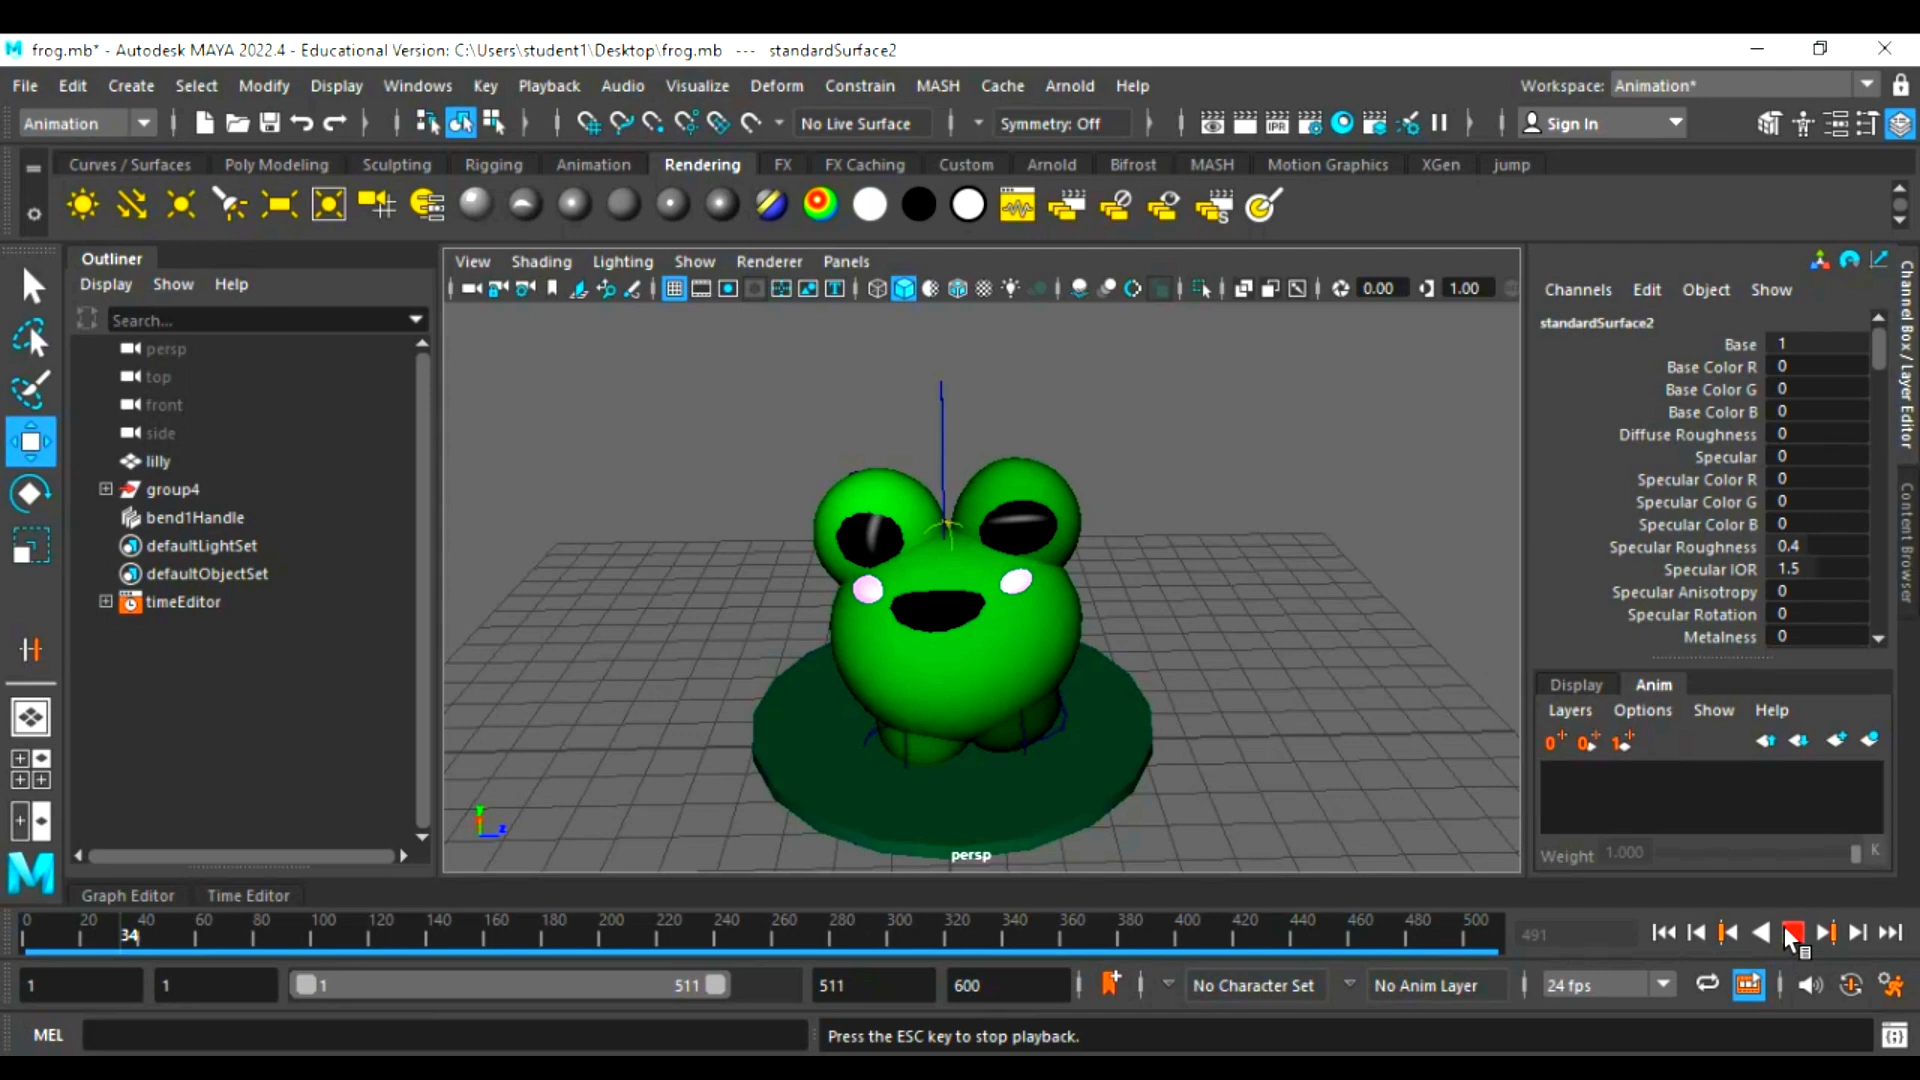 frog.mb* - Autodesk MAYA 2022.4 - Educational Version: C:\Users\student1\Desktop\frog.mb --- standardSurface2
File Edit Create Select Modify Display Windows Key Playback Audio Visualize Deform Constrain MASH Cache Arnold Help
Workspace: Animation*
Animation No Live Surface Symmetry: Off IPR Sign In
Curves / Surfaces Poly Modeling Sculpting Rigging Animation Rendering FX FX Caching Custom Arnold Bifrost MASH Motion Graphics XGen jump
Outliner
Display Show Help
Search...
persp
top
front
side
lilly
group4
bend1Handle
defaultLightSet
defaultObjectSet
timeEditor
View Shading Lighting Show Renderer Panels
0.00 1.00
y
z
persp
Channels Edit Object Show
standardSurface2
Base 1
Base Color R 0
Base Color G 0
Base Color B 0
Diffuse Roughness 0
Specular 0
Specular Color R 0
Specular Color G 0
Specular Color B 0
Specular Roughness 0.4
Specular IOR 1.5
Specular Anisotropy 0
Specular Rotation 0
Metalness 0
Channel Box / Layer Editor
Content Browser
Display Anim
Layers Options Show Help
Weight 1.000 K
Graph Editor Time Editor
0 20 40 60 80 100 120 140 160 180 200 220 240 260 280 300 320 340 360 380 400 420 440 460 480 500
34
491
1 1 1 511 511 600 No Character Set No Anim Layer 24 fps
MEL Press the ESC key to stop playback.